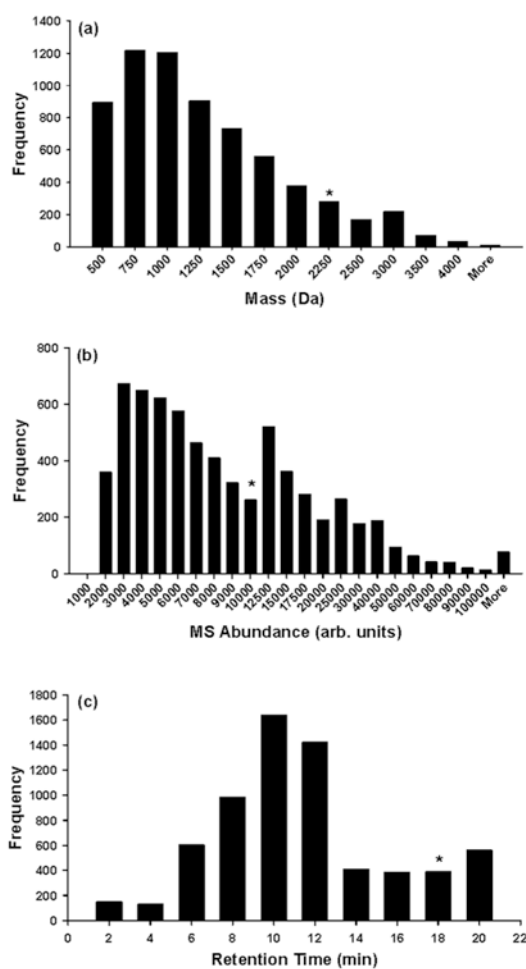 (a)
Frequency
1400
1200
1000
800
600
400
200
0
*
500 750 1000 1250 1500 1750 2000 2250 2500 3000 3500 4000 More
Mass (Da)
(b)
Frequency
800
600
400
200
0
*
1000 2000 3000 4000 5000 6000 7000 8000 9000 10000 12500 15000 17500 20000 25000 30000 40000 50000 60000 70000 80000 90000 100000 More
MS Abundance (arb. units)
(c)
Frequency
1800
1600
1400
1200
1000
800
600
400
200
0
*
0 2 4 6 8 10 12 14 16 18 20 22
Retention Time (min)